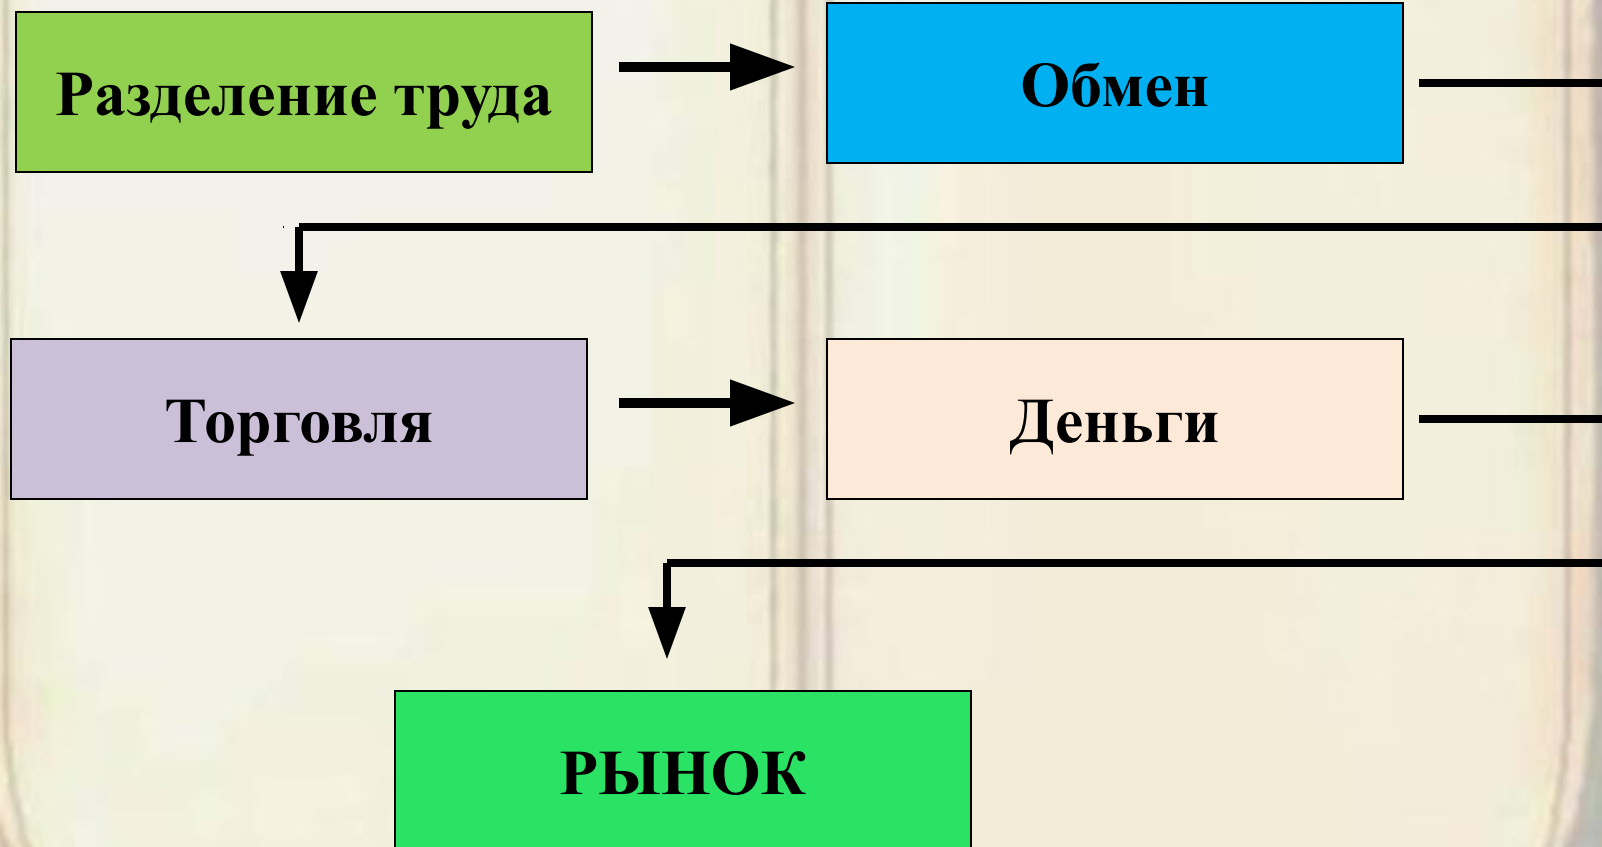 Разделение труда
Обмен
Торговля
Деньги
РЫНОК